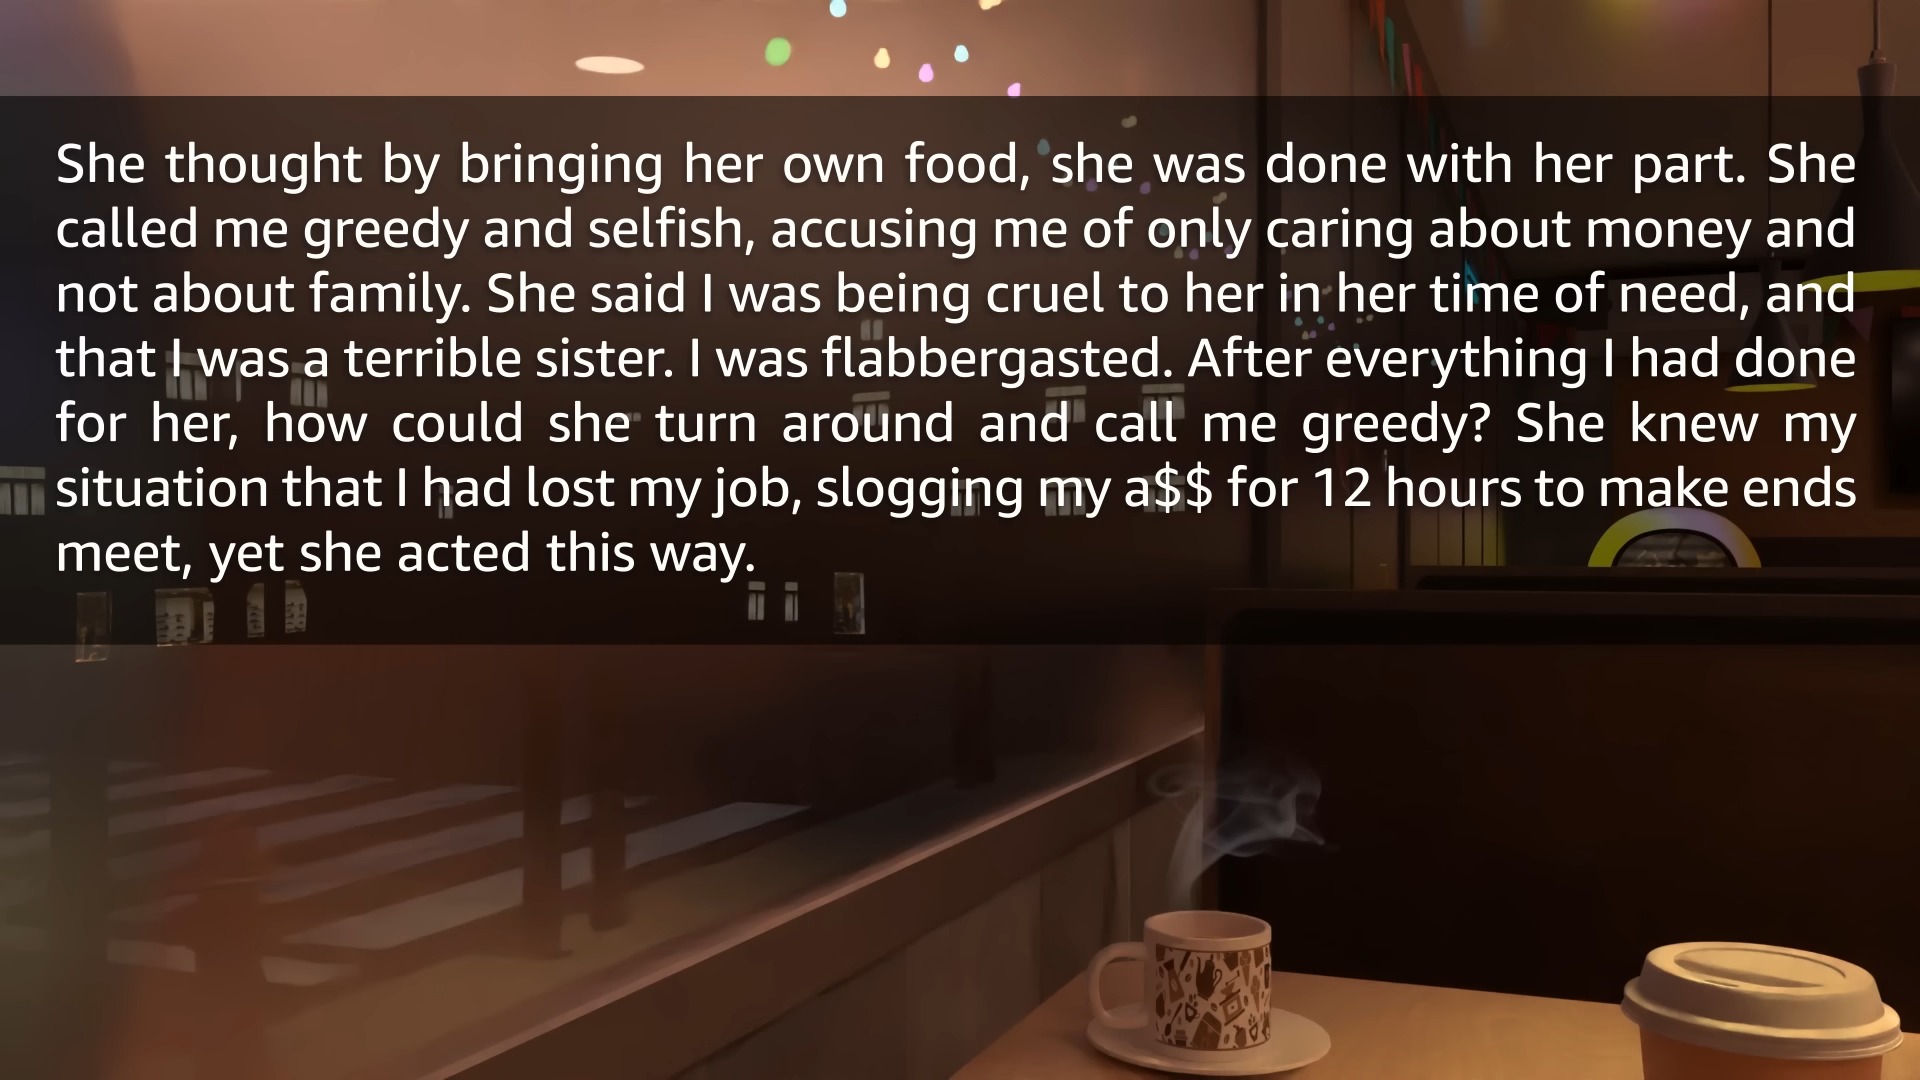 She thought by bringing her own food, she was done with her part. She
called me greedy and selfish, accusing me of only caring about money and
not about family. She said I was being cruel to her in her time of need, and
that I was a terrible sister. I was flabbergasted. After everything I had done
for her, how could she turn around and call me greedy? She knew my
situation that I had lost my job, slogging my a$$ for 12 hours to make ends
meet, yet she acted this way.